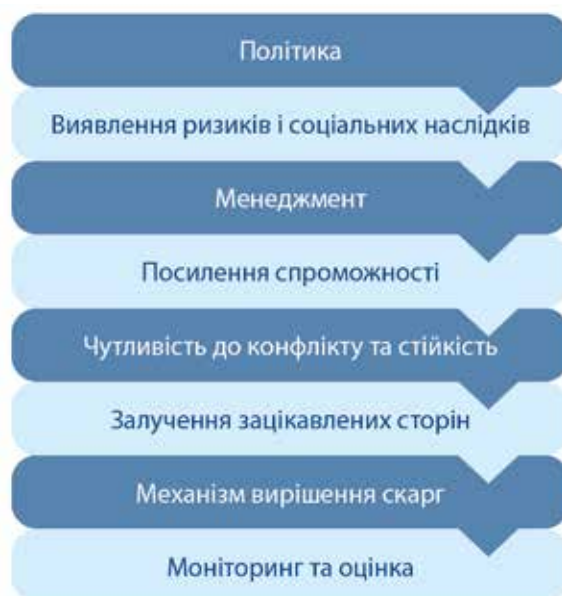 Політика
Виявлення ризиків і соціальних наслідків
Менеджмент
Посилення спроможності
Чутливість до конфлікту та стійкість
Залучення зацікавлених сторін
Механізм вирішення скарг
Моніторинг та оцінка